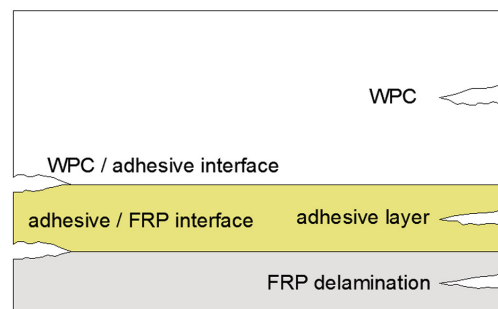 WPC
WPC / adhesive interface
adhesive / FRP interface
adhesive layer
FRP delamination